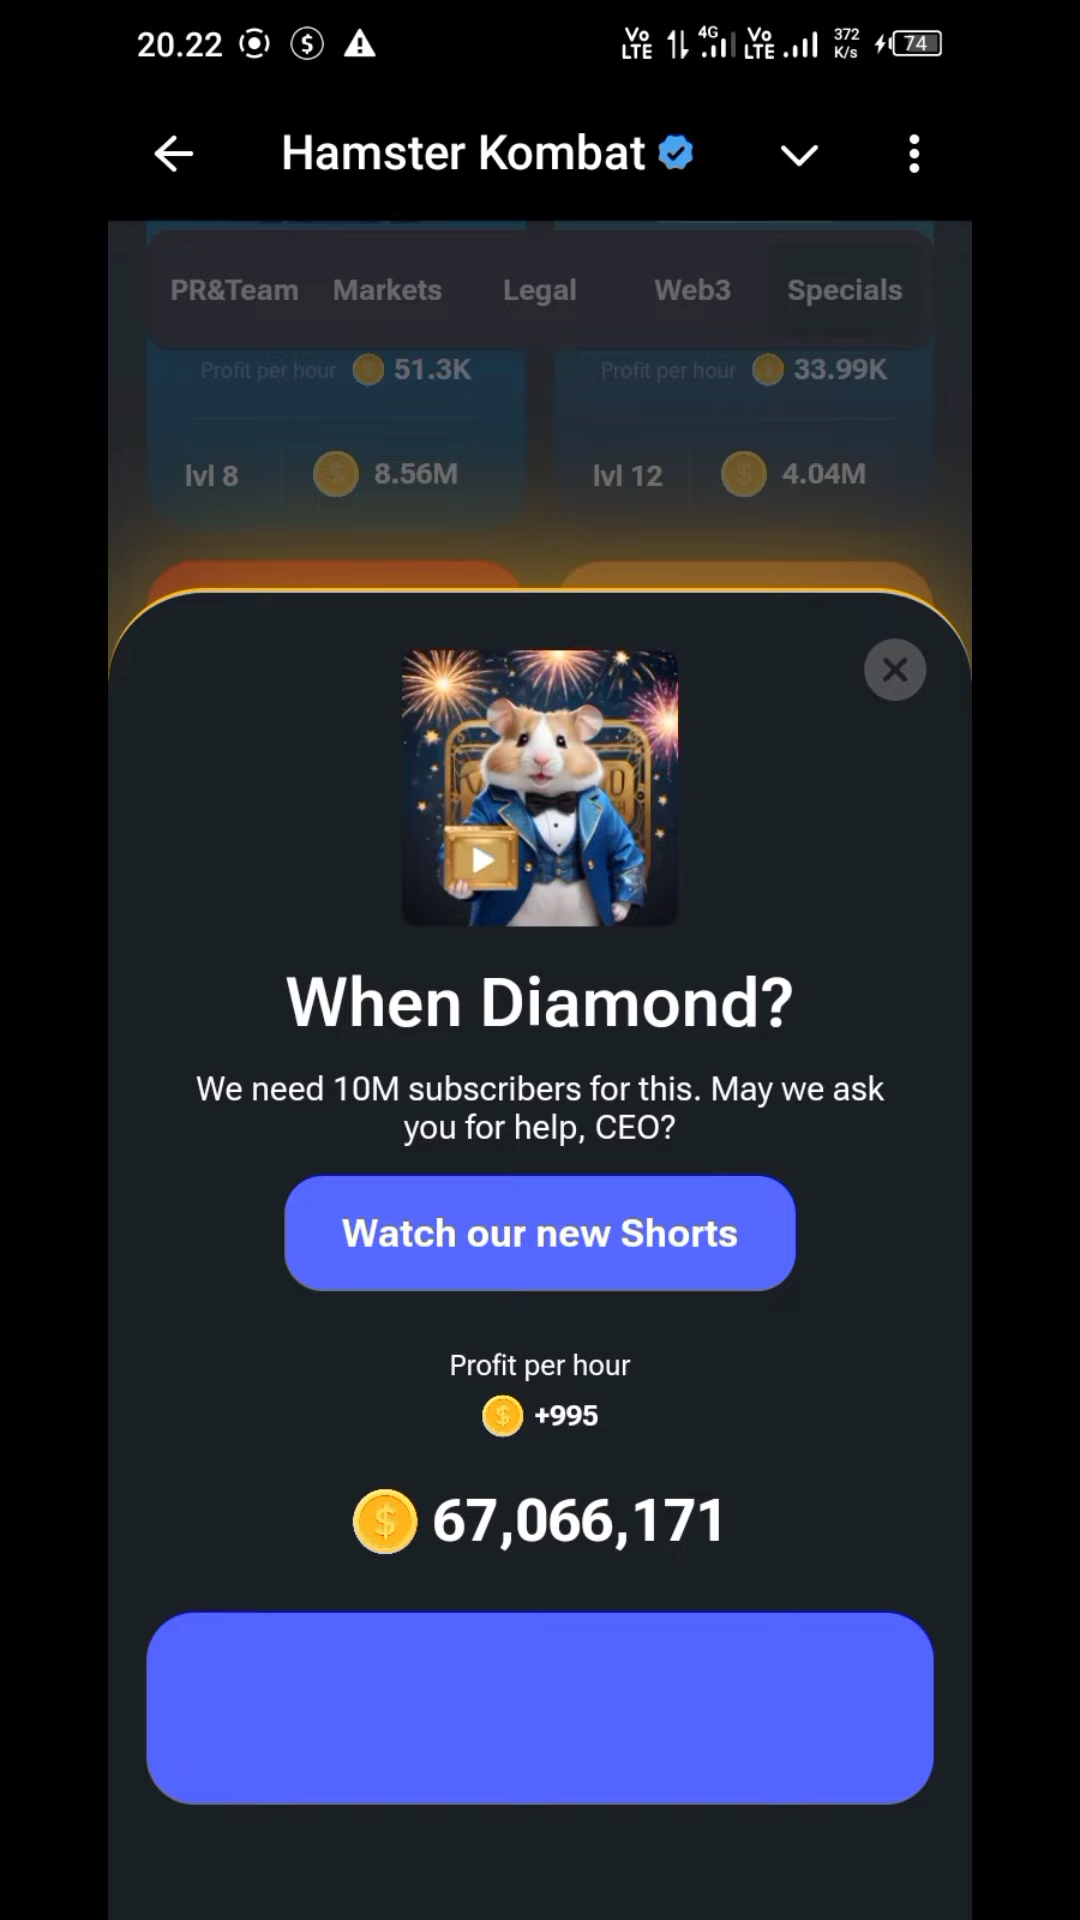 20.22
Vo LTE 4G Vo LTE 372 K/s 74
Hamster Kombat
PR&Team Markets Legal Web3 Specials
Profit per hour 51.3K Profit per hour 33.99K
lvl 8 8.56M lvl 12 4.04M
When Diamond?
We need 10M subscribers for this. May we ask
you for help, CEO?
Watch our new Shorts
Profit per hour
+995
67,066,171